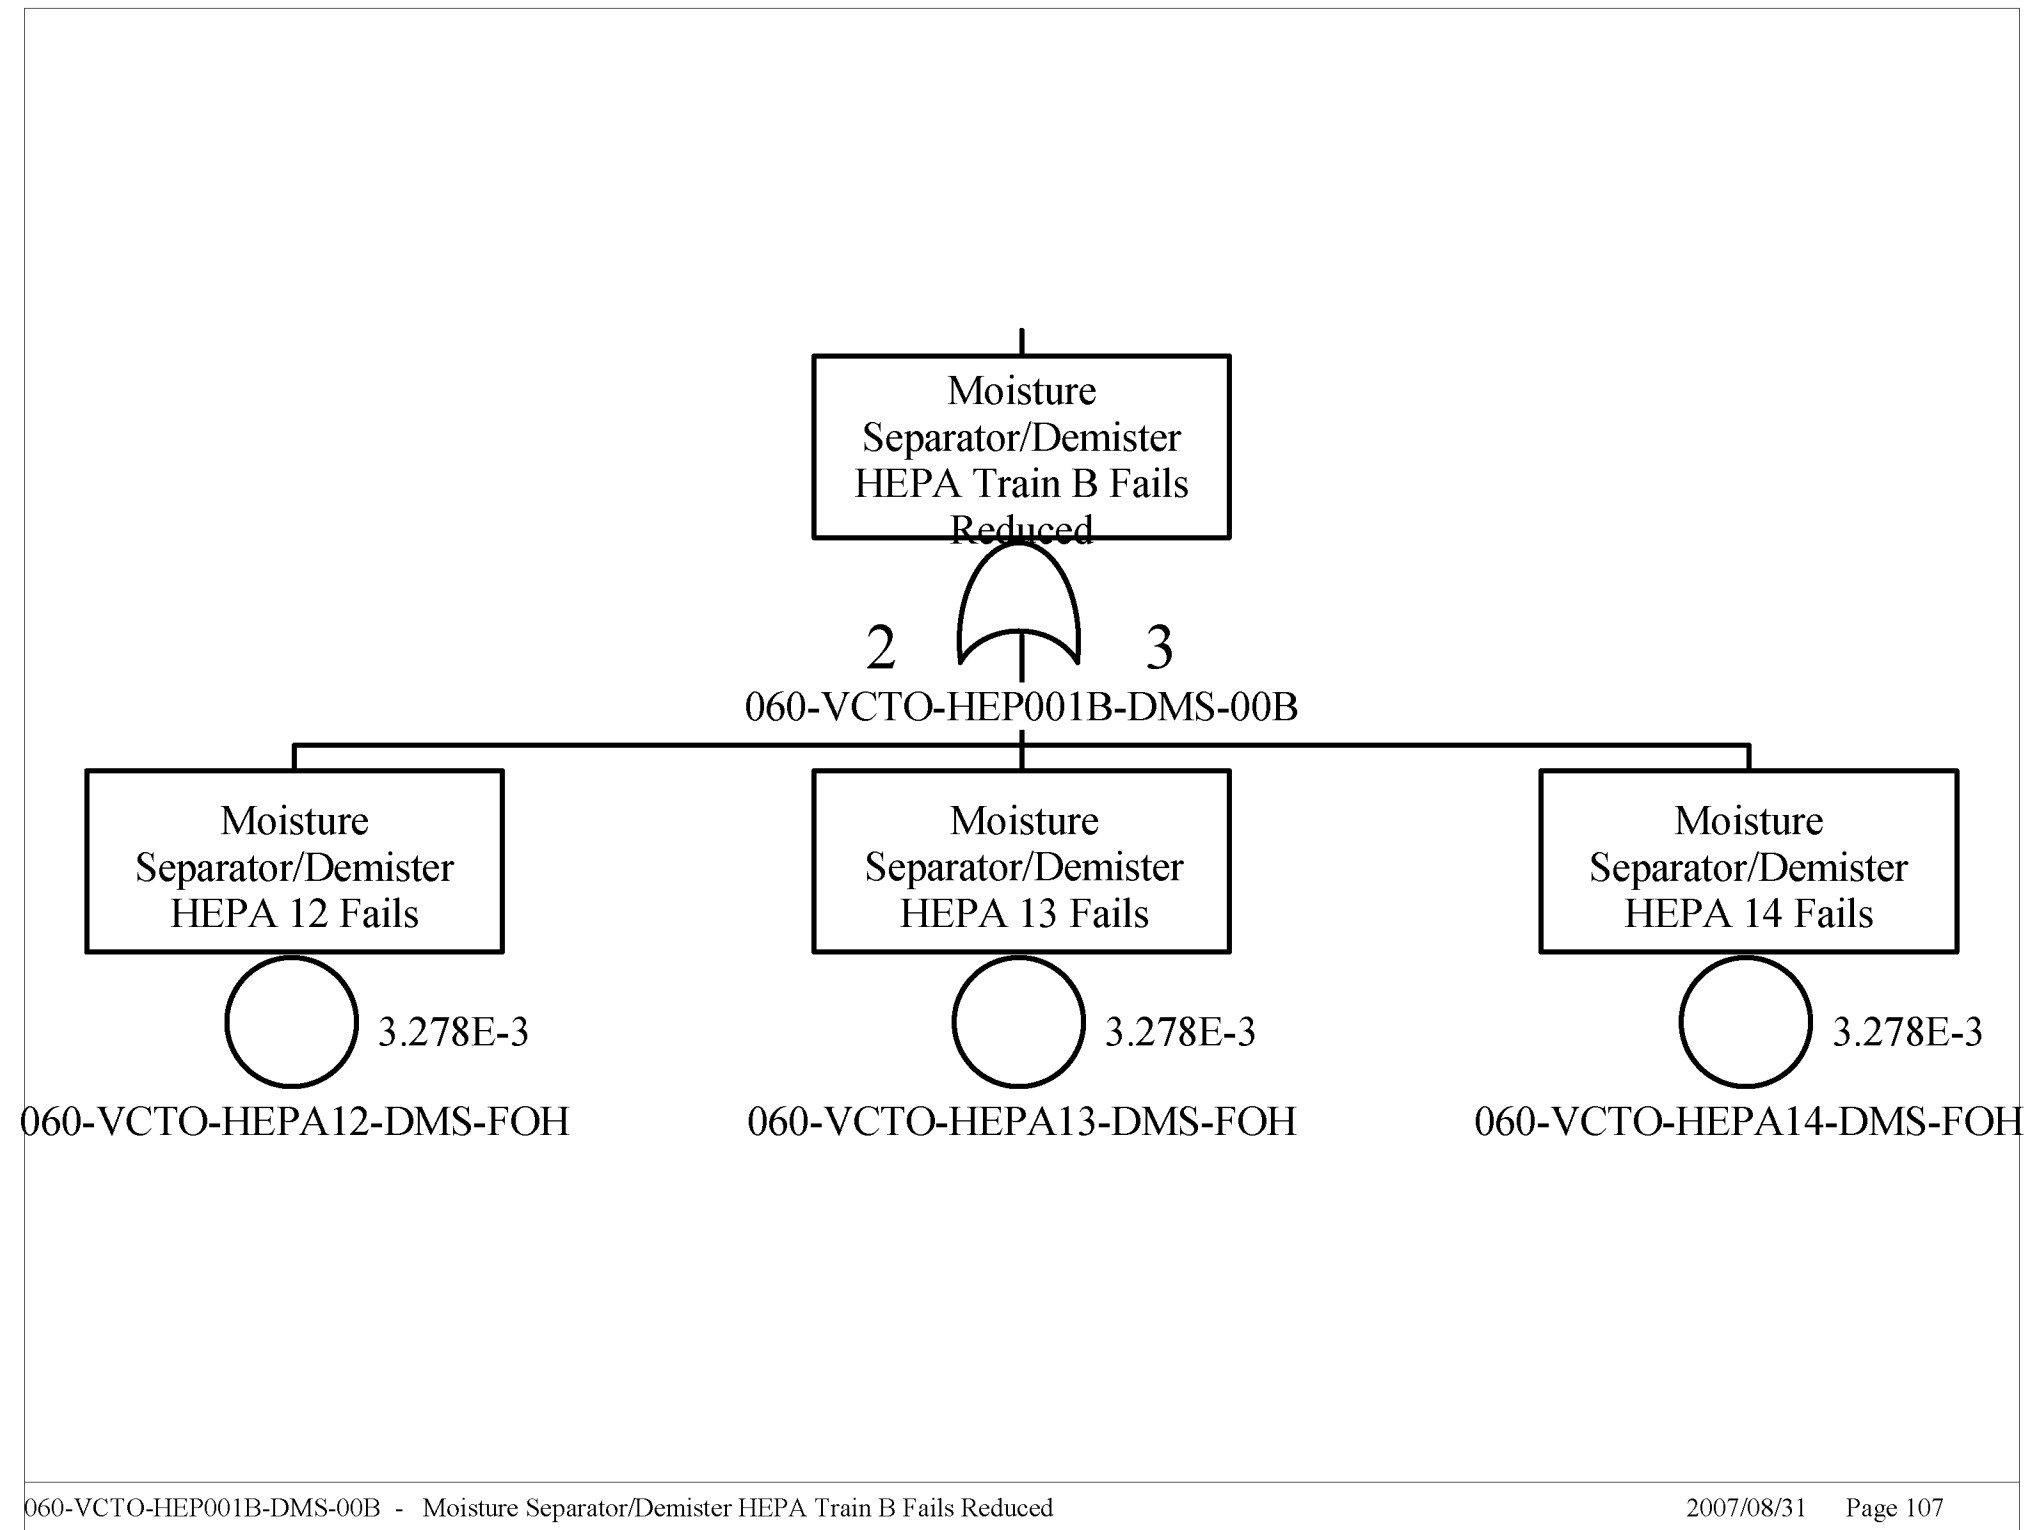 Moisture
Separator/Demister
HEPA Train B Fails
Reduced
2 3
060-VCTO-HEP001B-DMS-00B
Moisture
Separator/Demister
HEPA 12 Fails
3.278E-3
060-VCTO-HEPA12-DMS-FOH
Moisture
Separator/Demister
HEPA 13 Fails
3.278E-3
060-VCTO-HEPA13-DMS-FOH
Moisture
Separator/Demister
HEPA 14 Fails
3.278E-3
060-VCTO-HEPA14-DMS-FOH
060-VCTO-HEP001B-DMS-00B - Moisture Separator/Demister HEPA Train B Fails Reduced 2007/08/31 Page 107